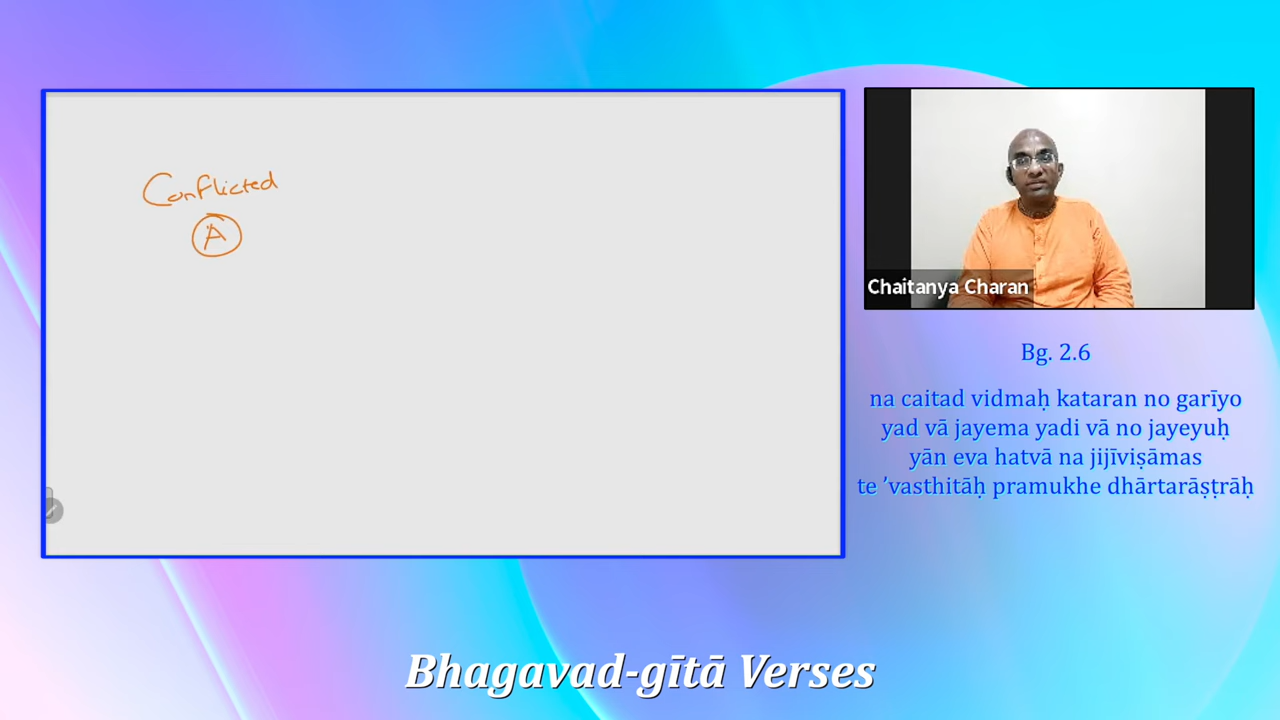 Conflicted
A
Chaitanya Charan
Bg. 2.6
na caitad vidmaḥ kataran no garīyo
yad vā jayema yadi vā no jayeyuḥ
yān eva hatvā na jijīviṣāmas
te ’vasthitāḥ pramukhe dhārtarāṣṭrāḥ
Bhagavad-gītā Verses